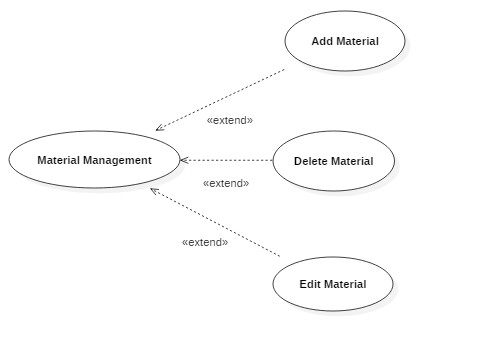 Add Material
«extend»
Material Management
Delete Material
«extend»
«extend»
Edit Material